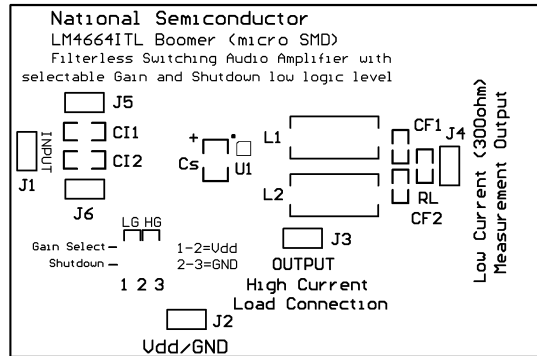 National Semiconductor
LM4664ITL Boomer (micro SMD)
Filterless Switching Audio Amplifier with
selectable Gain and Shutdown low logic level
J5
CI1
INPUT
J1
CI2
J6
+
Cs
U1
L1
L2
CF1
J4
RL
CF2
Low Current (300ohm)
Measurement Output
J3
OUTPUT
High Current
Load Connection
LG HG
Gain Select – 1-2=Vdd
Shutdown – 2-3=GND
1 2 3
J2
Vdd/GND